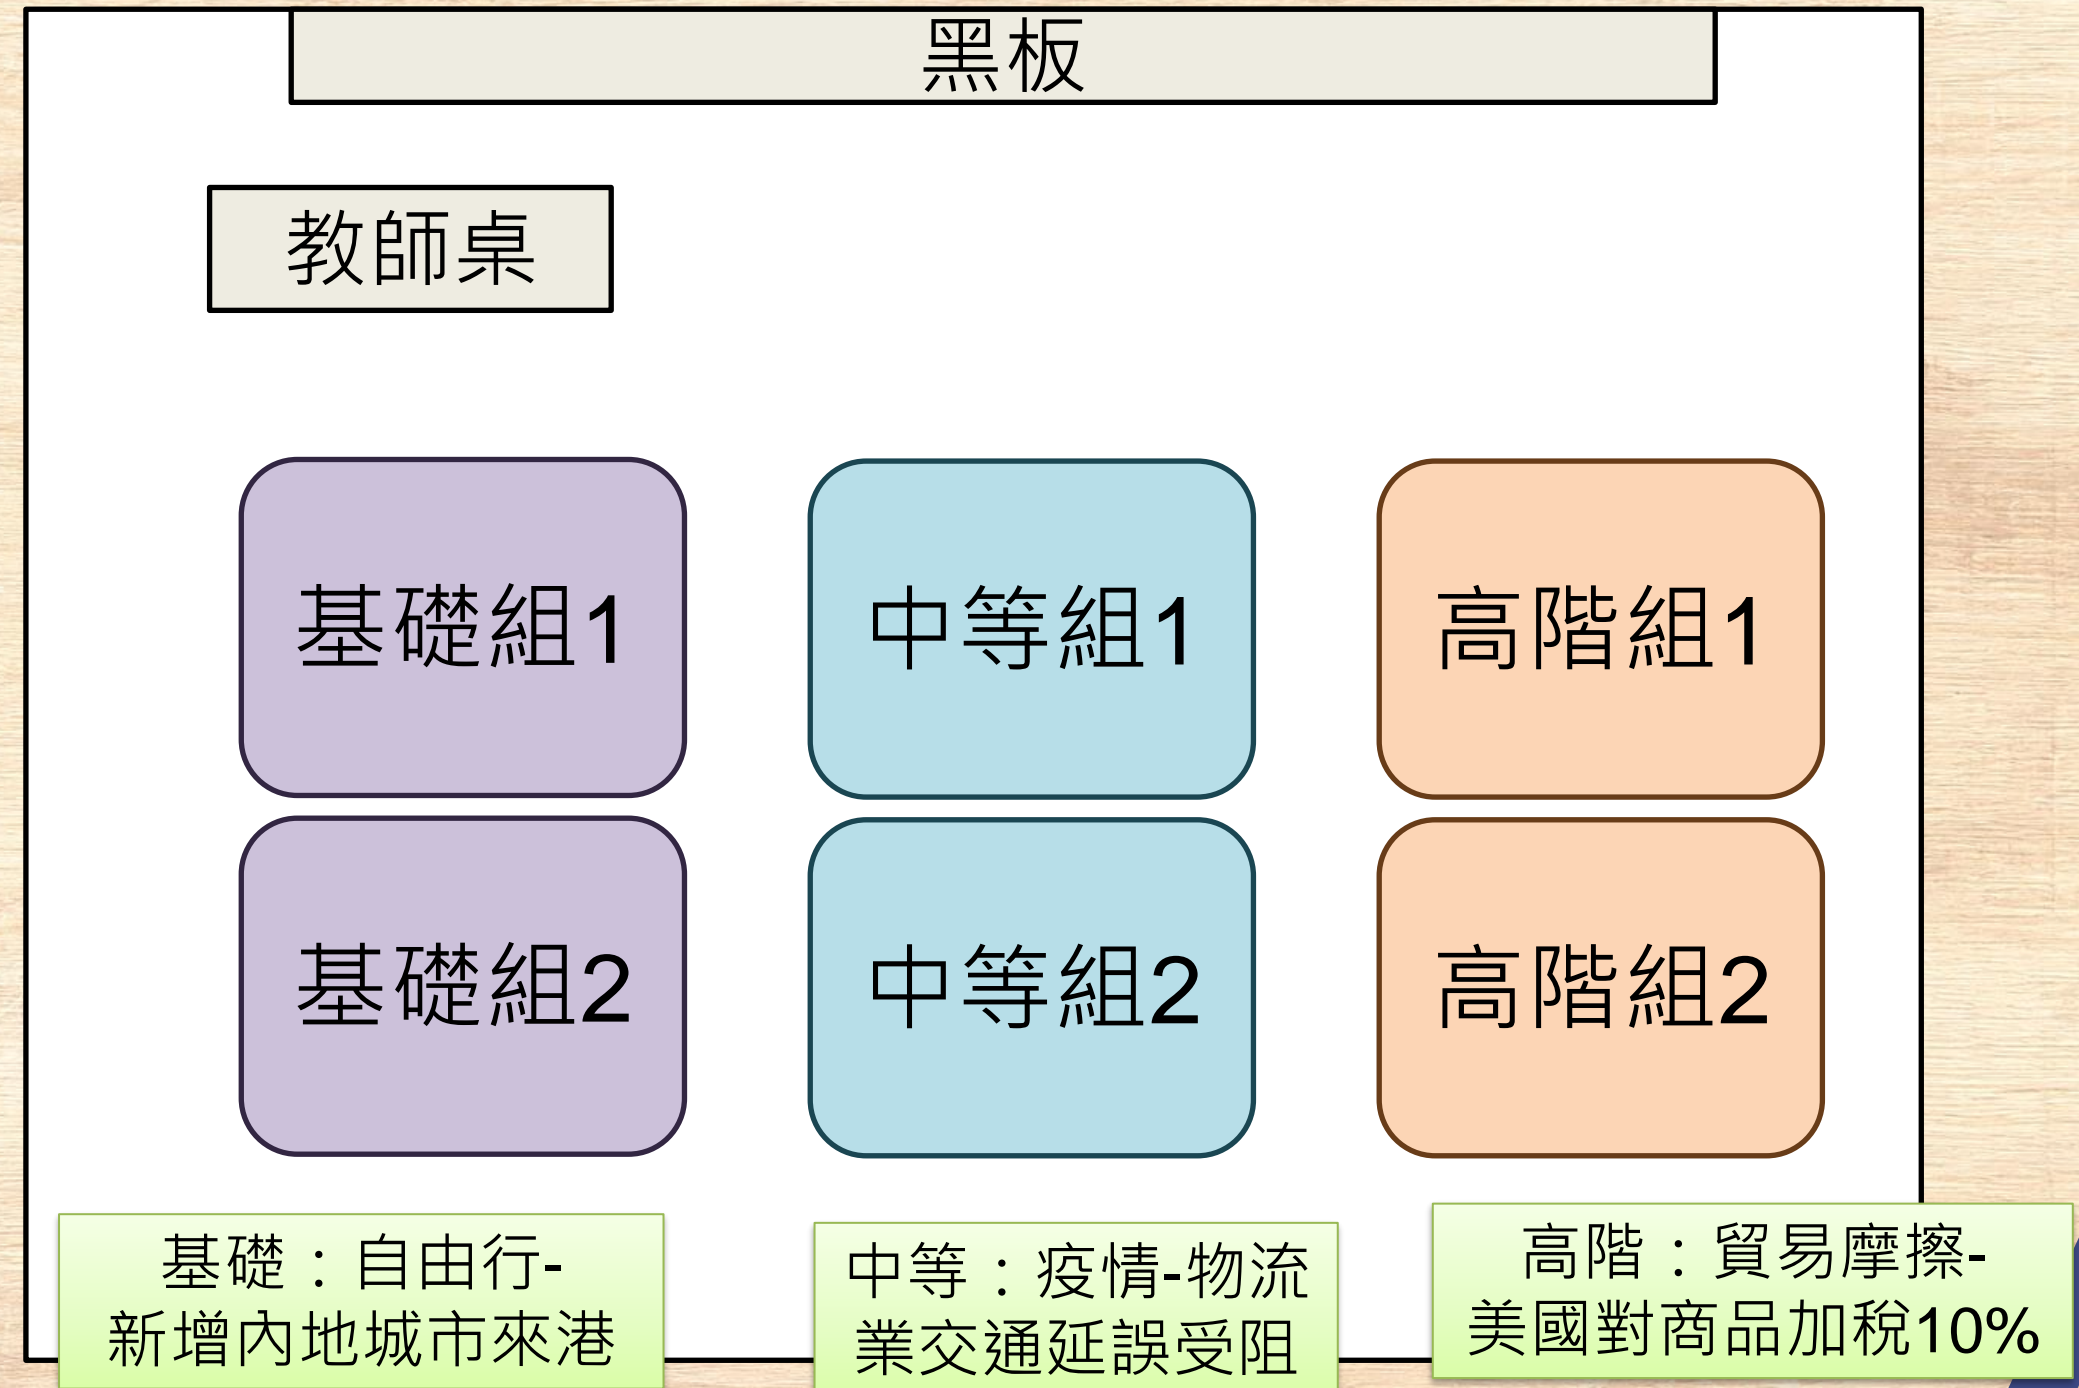 黑板
教師桌
基礎組1
中等組1
高階組1
基礎組2
中等組2
高階組2
基礎：自由行-
新增內地城市來港
中等：疫情-物流
業交通延誤受阻
高階：貿易摩擦-
美國對商品加稅10%